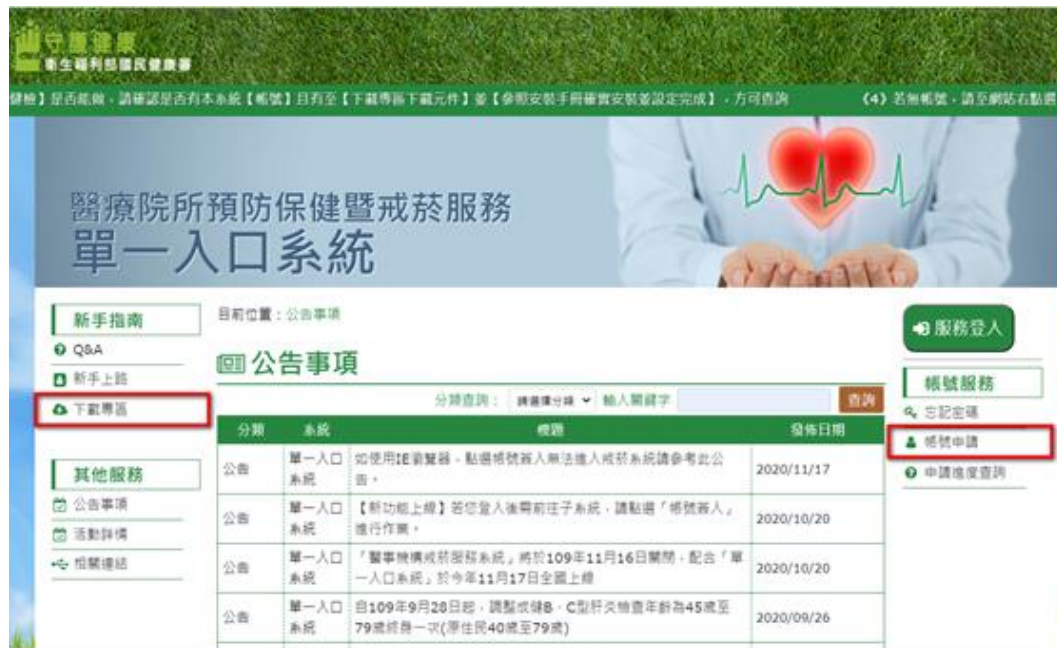 守護健康
衛生福利部國民健康署
健檢】是否能做,請確認是否有本系統【帳號】且有至【下載專區下載元件】並【參照安裝手冊確實安裝並設定完成】,方可查詢
(4) 若無帳號,請至網站右點選
醫療院所預防保健暨戒菸服務
單一入口系統
新手指南
Q&A
新手上路
下載專區
其他服務
公告事項
活動詳情
相關連結
目前位置:公告事項
公告事項
分類查詢: 請選擇分類 輸入關鍵字 查詢
分類 系統 標題 發佈日期
公告 單一入口系統 如使用IE瀏覽器,點選帳號簽入無法進入戒菸系統請參考此公
告。 2020/11/17
公告 單一入口系統 【新功能上線】若您登入後需前往子系統,請點選「帳號簽入」
進行作業。 2020/10/20
公告 單一入口系統 「醫事機構戒菸服務系統」將於109年11月16日關閉,配合「單
一入口系統」於今年11月17日全國上線 2020/10/20
公告 單一入口系統 自109年9月28日起,調整成健B、C型肝炎檢查年齡為45歲至
79歲終身一次(原住民40歲至79歲) 2020/09/26
服務登入
帳號服務
忘記密碼
帳號申請
申請進度查詢